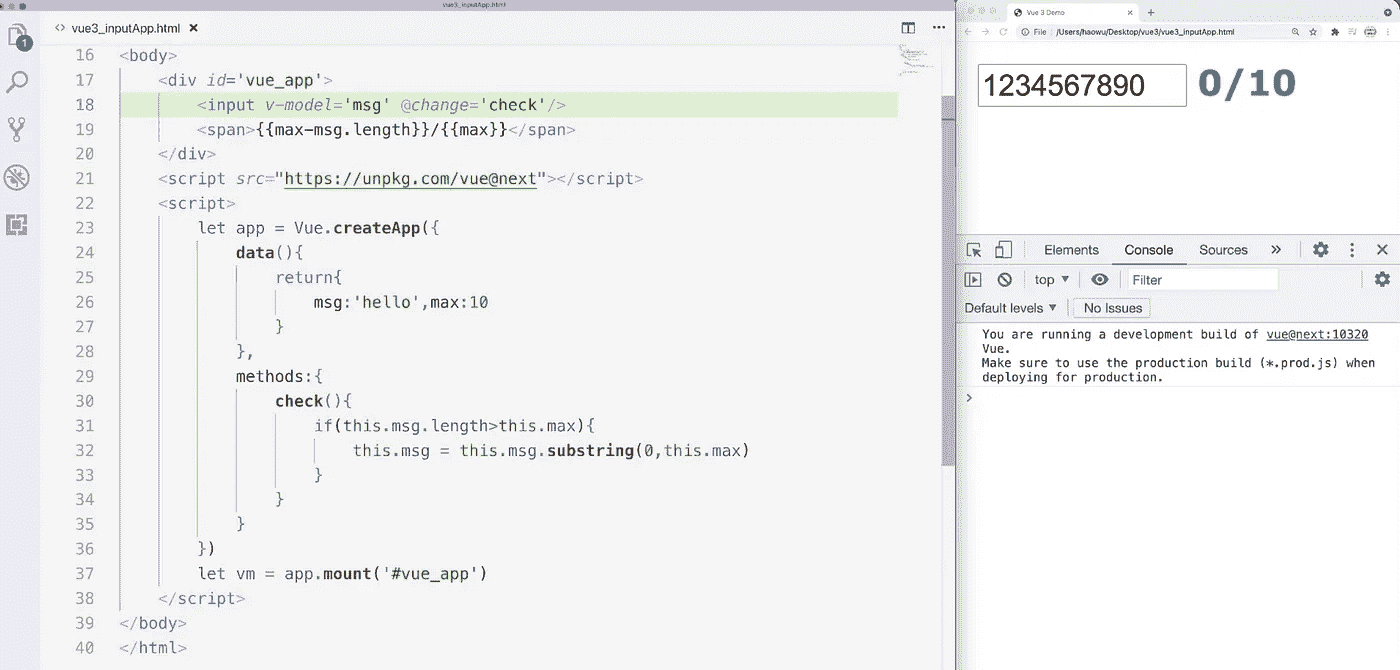 vue3_inputApp.html
<> vue3_inputApp.html ×
1
16 <body>
17 <div id='vue_app'>
18 <input v-model='msg' @change='check'/>
19 <span>{{max-msg.length}}/{{max}}</span>
20 </div>
21 <script src="https://unpkg.com/vue@next"></script>
22 <script>
23 let app = Vue.createApp({
24 data(){
25 return{
26 msg:'hello',max:10
27 }
28 },
29 methods:{
30 check(){
31 if(this.msg.length>this.max){
32 this.msg = this.msg.substring(0,this.max)
33 }
34 }
35 }
36 })
37 let vm = app.mount('#vue_app')
38 </script>
39 </body>
40 </html>
Vue 3 Demo
File /Users/haowu/Desktop/vue3/vue3_inputApp.html
1234567890 0/10
Elements Console Sources »
top ▼ Filter
Default levels ▼ No Issues
You are running a development build of vue@next:10320
Vue.
Make sure to use the production build (*.prod.js) when
deploying for production.
>